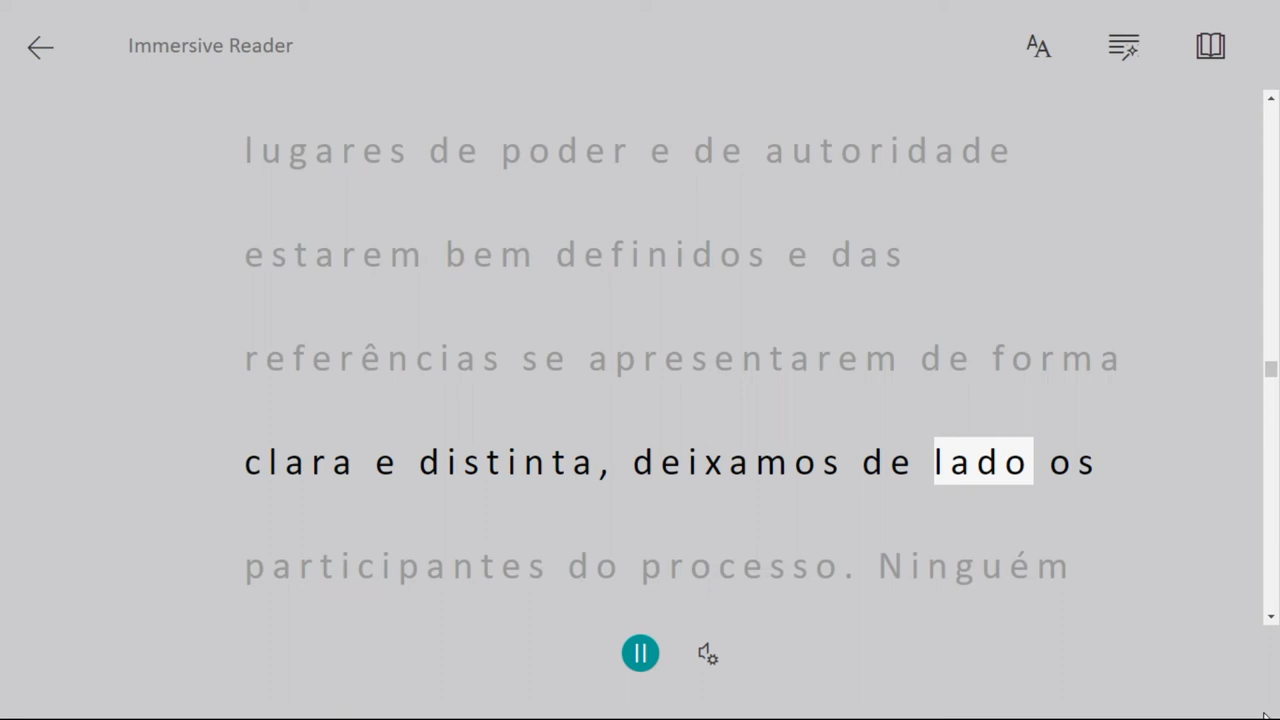 Immersive Reader
lugares de poder e de autoridade
estarem bem definidos e das
referências se apresentarem de forma
clara e distinta, deixamos de lado os
participantes do processo. Ninguém